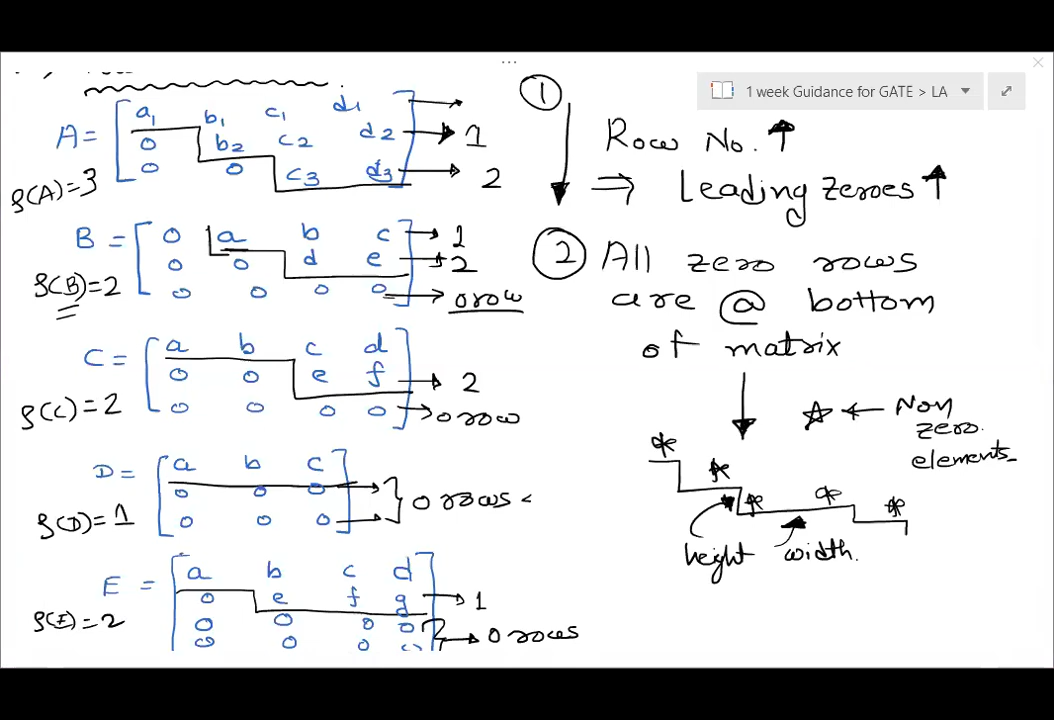 1 week Guidance for GATE > LA
A = [ a₁ b₁ c₁ d₁ →
0 b₂ c₂ d₂ → 1
0 0 c₃ d₃ ] → 2
ρ(A) = 3
B = [ 0 a b c → 1
0 0 d e → 2
0 0 0 0 ] → 0 row
ρ(B) = 2
C = [ a b c d
0 0 e f → 2
0 0 0 0 ] → 0 row
ρ(C) = 2
D = [ a b c
0 0 0 →
0 0 0 ] → } 0 rows
ρ(D) = 1
E = [ a b c d
0 e f g → 1
0 0 0 0
0 0 0 0 } → 0 rows
ρ(E) = 2
① Row No. ↑
⇒ Leading zeroes ↑
② All zero rows
are @ bottom
of matrix
☆ ← Non
zero
elements
* * * * *
height width.